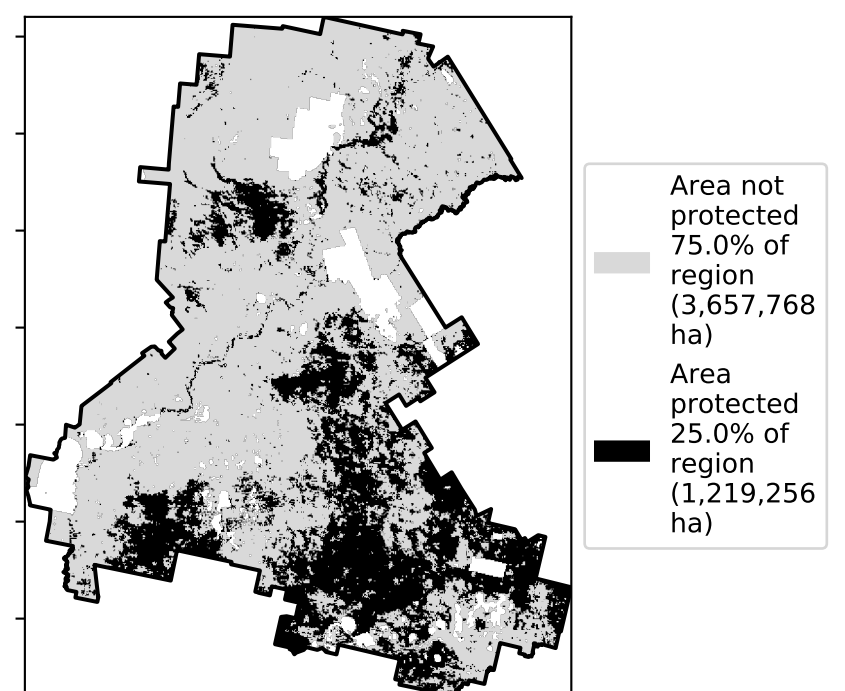 Area not
protected
75.0% of
region
(3,657,768
ha)
Area
protected
25.0% of
region
(1,219,256
ha)